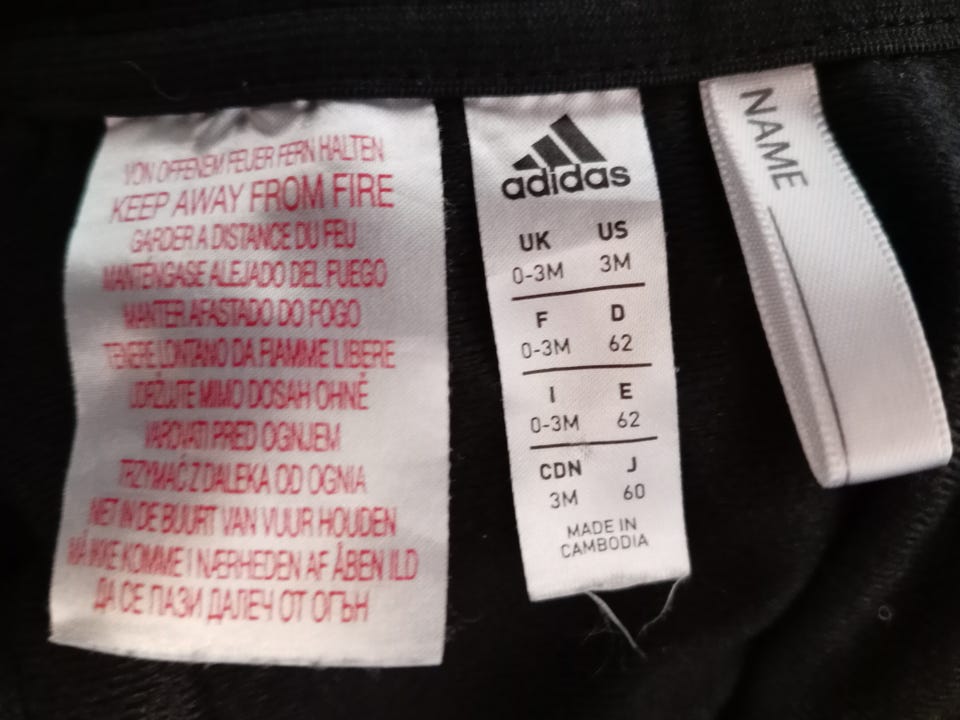 VON OFFENEM FEUER FERN HALTEN
KEEP AWAY FROM FIRE
GARDER A DISTANCE DU FEU
MANTENGASE ALEJADO DEL FUEGO
MANTER AFASTADO DO FOGO
TENERE LONTANO DA FIAMME LIBERE
UDRŽUJTE MIMO DOSAH OHNĚ
VAROVATI PRED OGNJEM
TRZYMAĆ Z DALEKA OD OGNIA
NIET IN DE BUURT VAN VUUR HOUDEN
MÅ IKKE KOMME I NÆRHEDEN AF ÅBEN ILD
ДА СЕ ПАЗИ ДАЛЕЧ ОТ ОГЪН
adidas
UK US
0-3M 3M
F D
0-3M 62
I E
0-3M 62
CDN J
3M 60
MADE IN
CAMBODIA
NAME